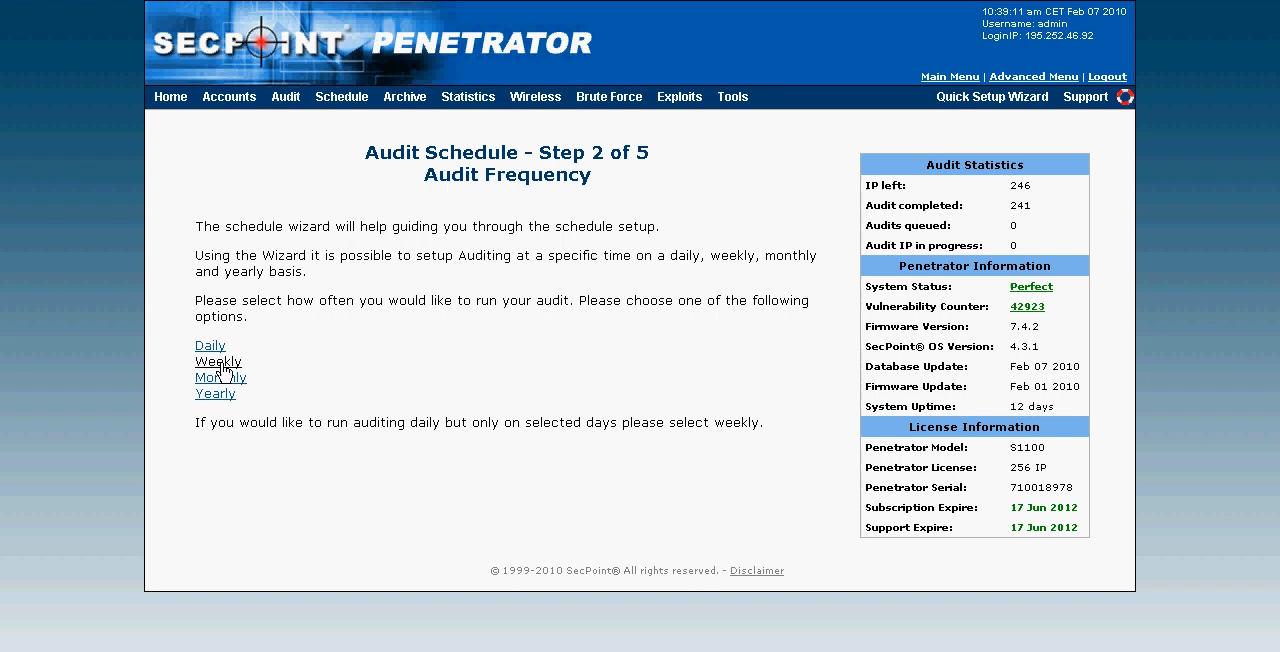 SECPOINT PENETRATOR
10:39:11 am CET Feb 07 2010
Username: admin
LoginIP: 195.252.46.92
Main Menu | Advanced Menu | Logout
Home Accounts Audit Schedule Archive Statistics Wireless Brute Force Exploits Tools Quick Setup Wizard Support
Audit Schedule - Step 2 of 5
Audit Frequency
The schedule wizard will help guiding you through the schedule setup.
Using the Wizard it is possible to setup Auditing at a specific time on a daily, weekly, monthly
and yearly basis.
Please select how often you would like to run your audit. Please choose one of the following
options.
Daily
Weekly
Monthly
Yearly
If you would like to run auditing daily but only on selected days please select weekly.
Audit Statistics
IP left: 246
Audit completed: 241
Audits queued: 0
Audit IP in progress: 0
Penetrator Information
System Status: Perfect
Vulnerability Counter: 42923
Firmware Version: 7.4.2
SecPoint® OS Version: 4.3.1
Database Update: Feb 07 2010
Firmware Update: Feb 01 2010
System Uptime: 12 days
License Information
Penetrator Model: S1100
Penetrator License: 256 IP
Penetrator Serial: 710018978
Subscription Expire: 17 Jun 2012
Support Expire: 17 Jun 2012
© 1999-2010 SecPoint® All rights reserved. - Disclaimer